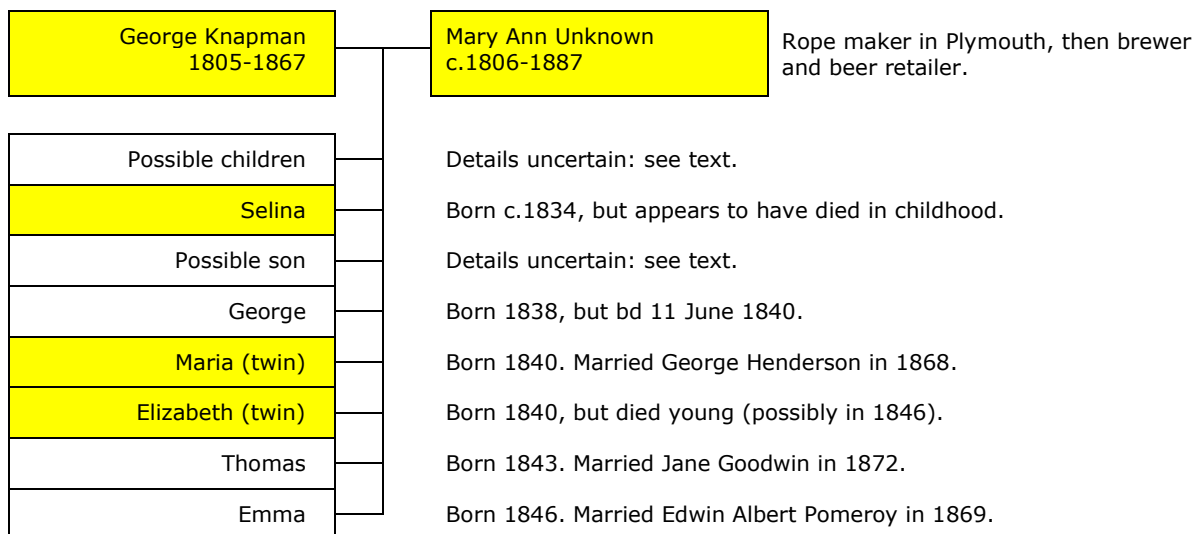 George Knapman
1805-1867
Mary Ann Unknown
c.1806-1887
Rope maker in Plymouth, then brewer
and beer retailer.
Possible children
Details uncertain: see text.
Selina
Born c.1834, but appears to have died in childhood.
Possible son
Details uncertain: see text.
George
Born 1838, but bd 11 June 1840.
Maria (twin)
Born 1840. Married George Henderson in 1868.
Elizabeth (twin)
Born 1840, but died young (possibly in 1846).
Thomas
Born 1843. Married Jane Goodwin in 1872.
Emma
Born 1846. Married Edwin Albert Pomeroy in 1869.